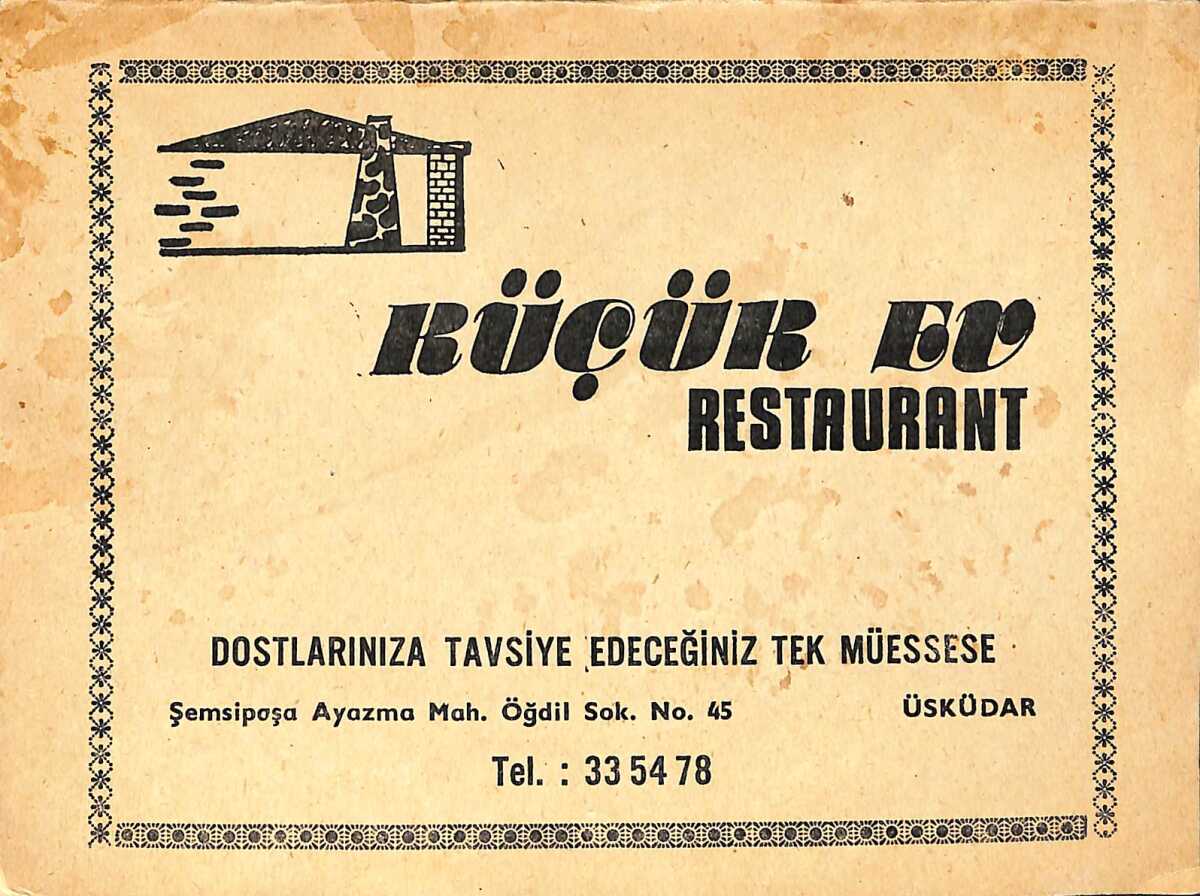 KÜÇÜK EV
RESTAURANT
DOSTLARINIZA TAVSİYE EDECEĞİNİZ TEK MÜESSESE
Şemsipaşa Ayazma Mah. Öğdil Sok. No. 45 ÜSKÜDAR
Tel. : 33 54 78